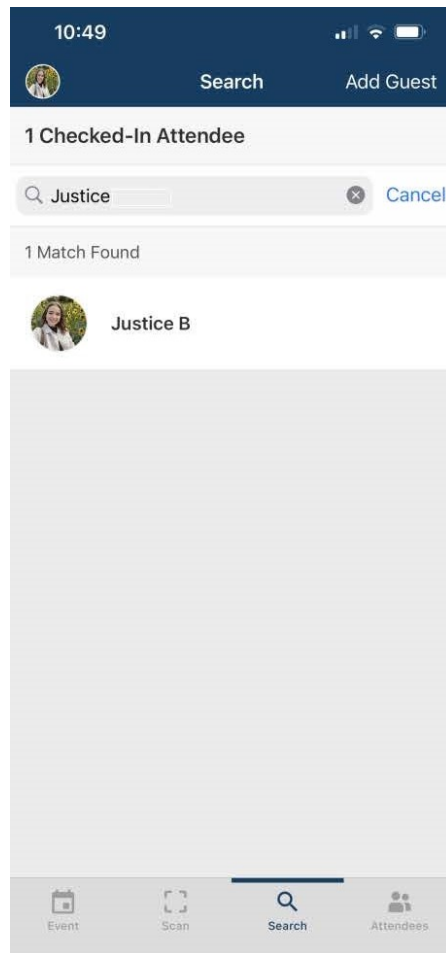 10:49
Search Add Guest
1 Checked-In Attendee
Justice Cancel
1 Match Found
Justice B
Event Scan Search Attendees